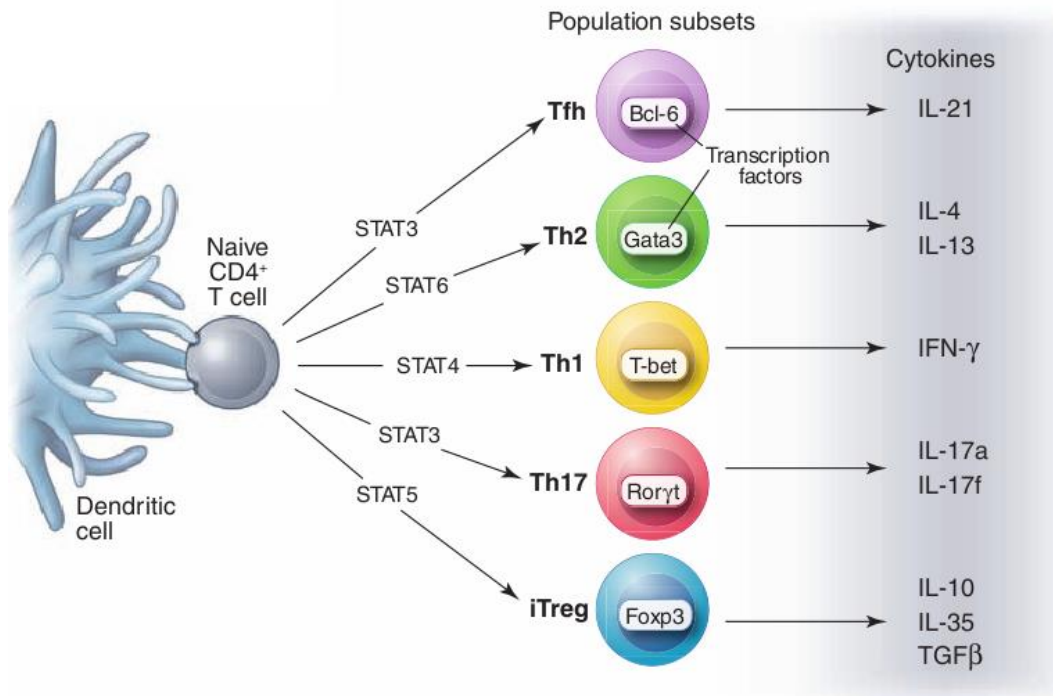 Population subsets
Cytokines
Tfh
Bcl-6
IL-21
Transcription
factors
STAT3
Naive
CD4⁺
T cell
STAT6
Th2
Gata3
IL-4
IL-13
STAT4
Th1
T-bet
IFN-γ
STAT3
Th17
Rorγt
IL-17a
IL-17f
STAT5
Dendritic
cell
iTreg
Foxp3
IL-10
IL-35
TGFβ